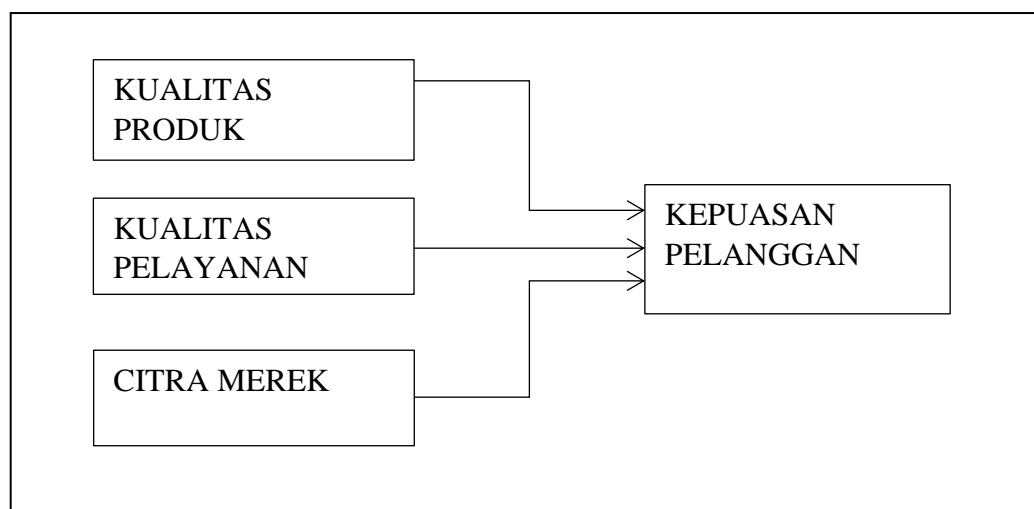 KUALITAS
PRODUK
KUALITAS
PELAYANAN
CITRA MEREK
KEPUASAN
PELANGGAN